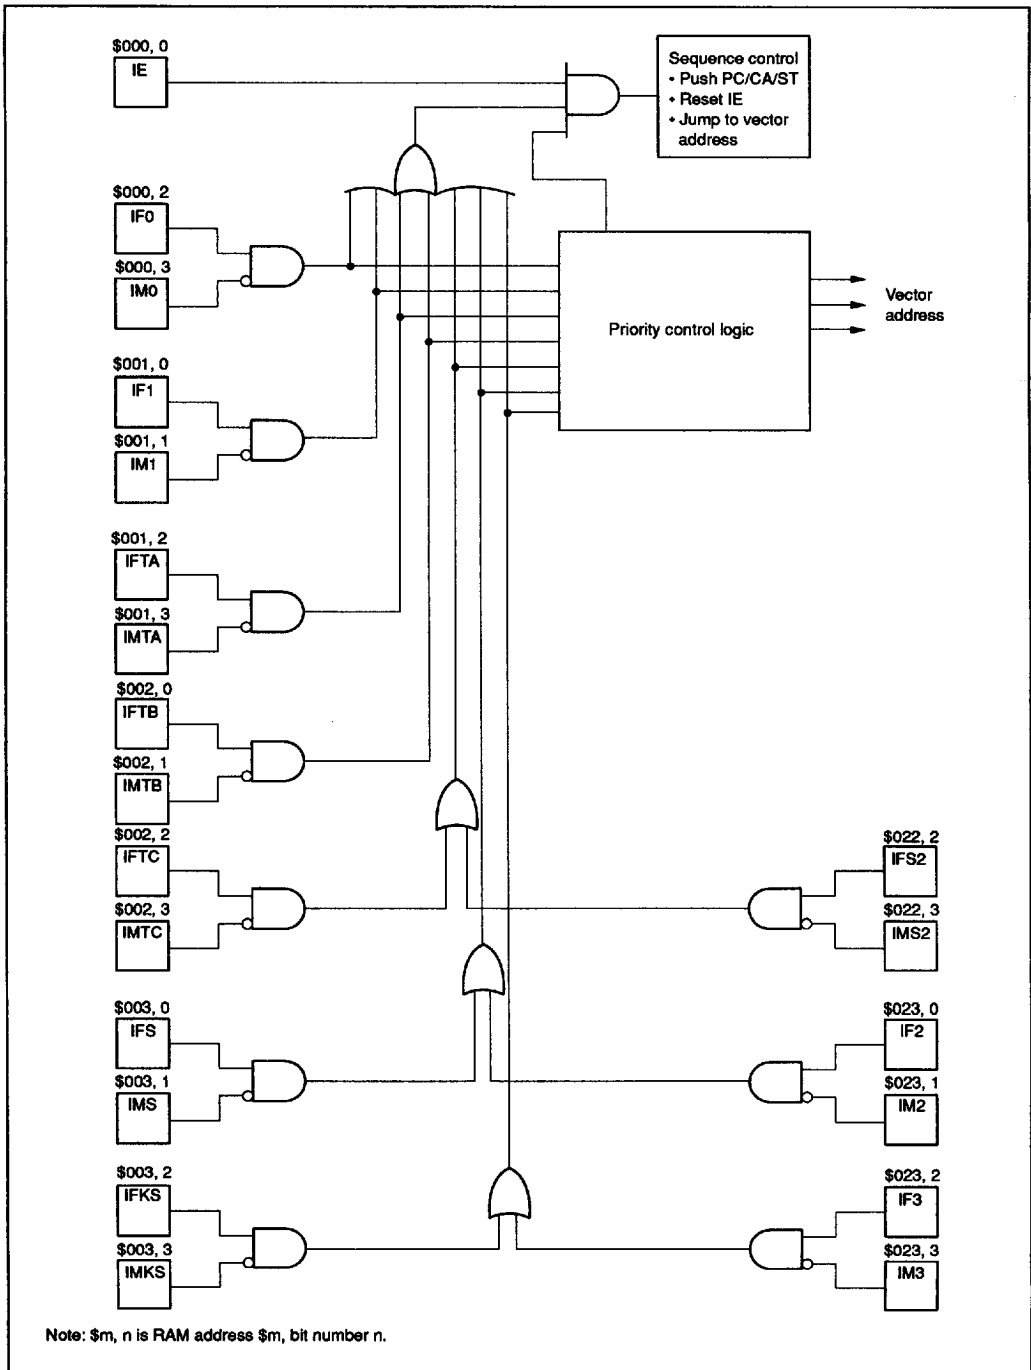 $000, 0
IE
Sequence control
• Push PC/CA/ST
• Reset IE
• Jump to vector
address
$000, 2
IF0
$000, 3
IM0
Priority control logic
Vector
address
$001, 0
IF1
$001, 1
IM1
$001, 2
IFTA
$001, 3
IMTA
$002, 0
IFTB
$002, 1
IMTB
$002, 2
IFTC
$002, 3
IMTC
$022, 2
IFS2
$022, 3
IMS2
$003, 0
IFS
$003, 1
IMS
$023, 0
IF2
$023, 1
IM2
$003, 2
IFKS
$003, 3
IMKS
$023, 2
IF3
$023, 3
IM3
Note: $m, n is RAM address $m, bit number n.